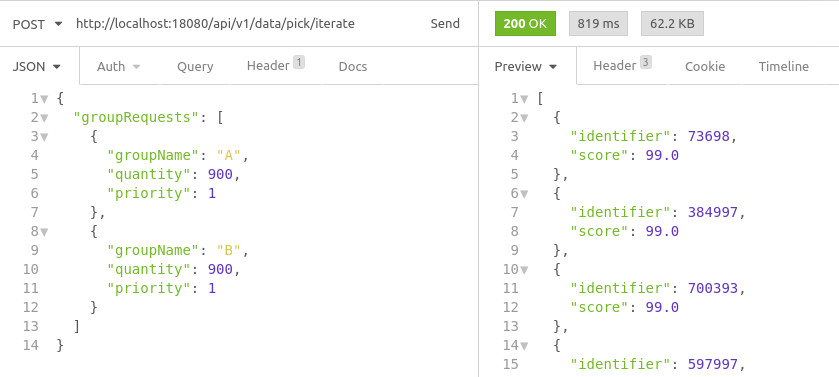 POST http://localhost:18080/api/v1/data/pick/iterate Send
JSON Auth Query Header 1 Docs
1 {
2 "groupRequests": [
3 {
4 "groupName": "A",
5 "quantity": 900,
6 "priority": 1
7 },
8 {
9 "groupName": "B",
10 "quantity": 900,
11 "priority": 1
12 }
13 ]
14 }
200 OK 819 ms 62.2 KB
Preview Header 3 Cookie Timeline
1 [
2 {
3 "identifier": 73698,
4 "score": 99.0
5 },
6 {
7 "identifier": 384997,
8 "score": 99.0
9 },
10 {
11 "identifier": 700393,
12 "score": 99.0
13 },
14 {
15 "identifier": 597997,